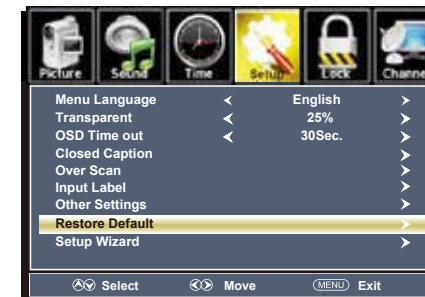 Picture Sound Time Setup Lock Channe
Menu Language English
Transparent 25%
OSD Time out 30Sec.
Closed Caption
Over Scan
Input Label
Other Settings
Restore Default
Setup Wizard
Select Move MENU Exit